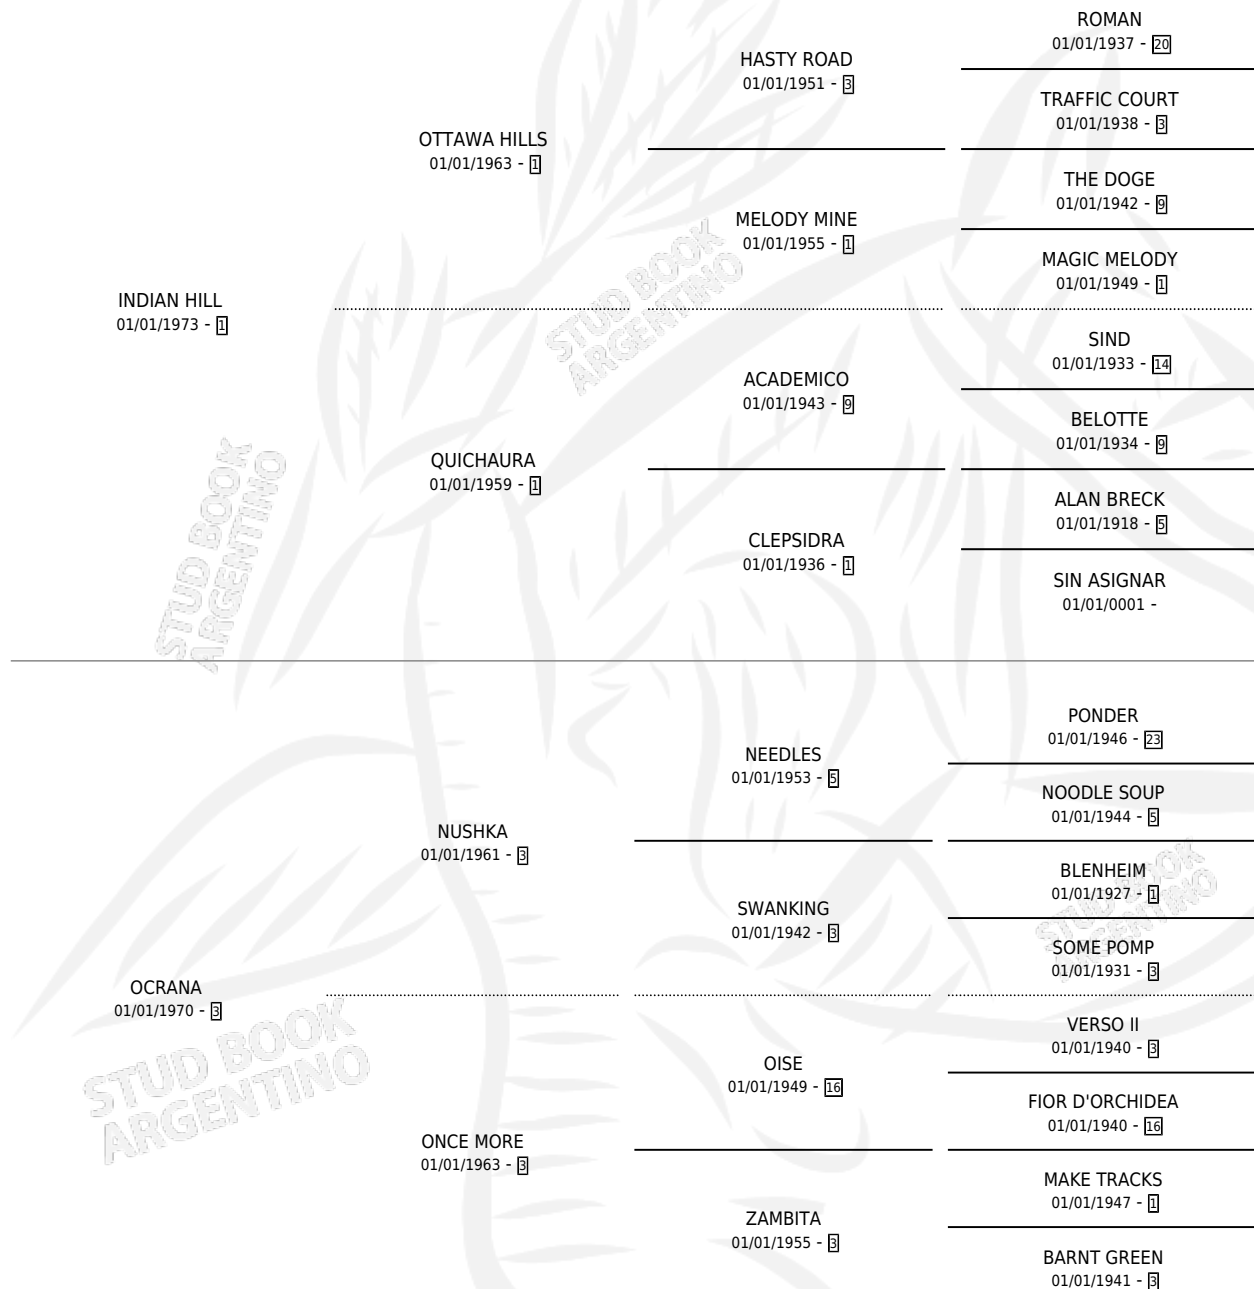 ROMAN
01/01/1937 - 20
HASTY ROAD
01/01/1951 - 3
TRAFFIC COURT
01/01/1938 - 3
OTTAWA HILLS
01/01/1963 - 1
THE DOGE
01/01/1942 - 9
MELODY MINE
01/01/1955 - 1
MAGIC MELODY
01/01/1949 - 1
INDIAN HILL
01/01/1973 - 1
STUD BOOK
ARGENTINO
SIND
01/01/1933 - 14
ACADEMICO
01/01/1943 - 9
BELOTTE
01/01/1934 - 9
QUICHAURA
01/01/1959 - 1
ALAN BRECK
01/01/1918 - 5
CLEPSIDRA
01/01/1936 - 1
SIN ASIGNAR
01/01/0001 -
STUD BOOK
ARGENTINO
PONDER
01/01/1946 - 23
NEEDLES
01/01/1953 - 5
NOODLE SOUP
01/01/1944 - 5
NUSHKA
01/01/1961 - 3
BLENHEIM
01/01/1927 - 1
SWANKING
01/01/1942 - 3
STUD BOOK
ARGENTINO
SOME POMP
01/01/1931 - 3
OCRANA
01/01/1970 - 3
STUD BOOK
ARGENTINO
VERSO II
01/01/1940 - 3
OISE
01/01/1949 - 16
FIOR D'ORCHIDEA
01/01/1940 - 16
ONCE MORE
01/01/1963 - 3
MAKE TRACKS
01/01/1947 - 1
ZAMBITA
01/01/1955 - 3
BARNT GREEN
01/01/1941 - 3